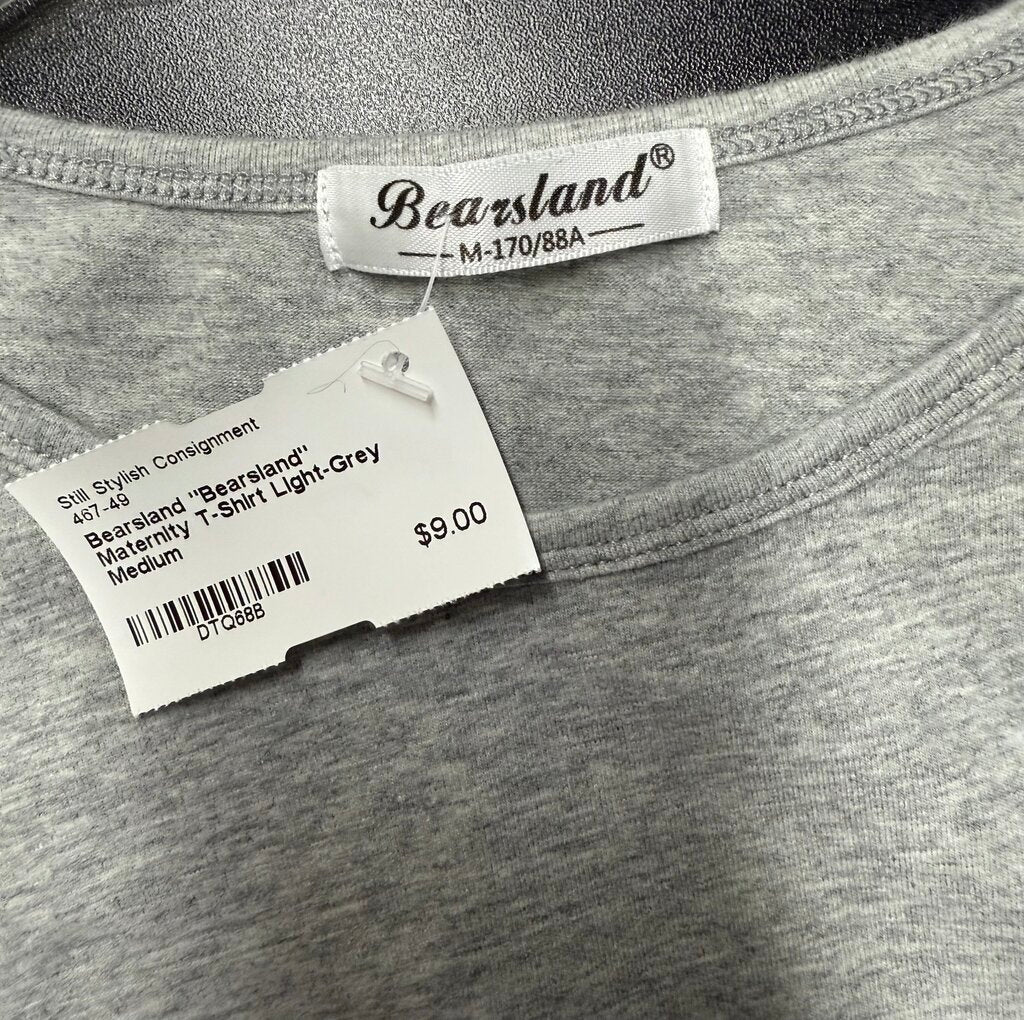 Bearsland®
M-170/88A
Still Stylish Consignment
467-49
Bearsland "Bearsland"
Maternity T-Shirt Light-Grey
Medium
$9.00
DTQ68B